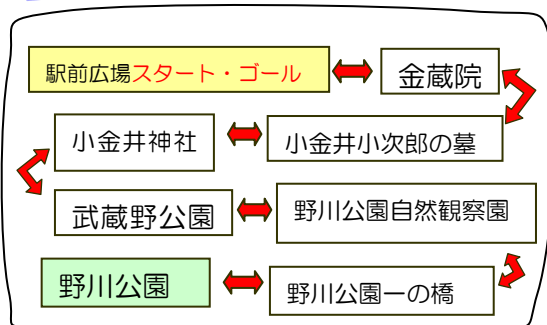 駅前広場スタート・ゴール
金蔵院
小金井小次郎の墓
小金井神社
武蔵野公園
野川公園自然観察園
野川公園一の橋
野川公園